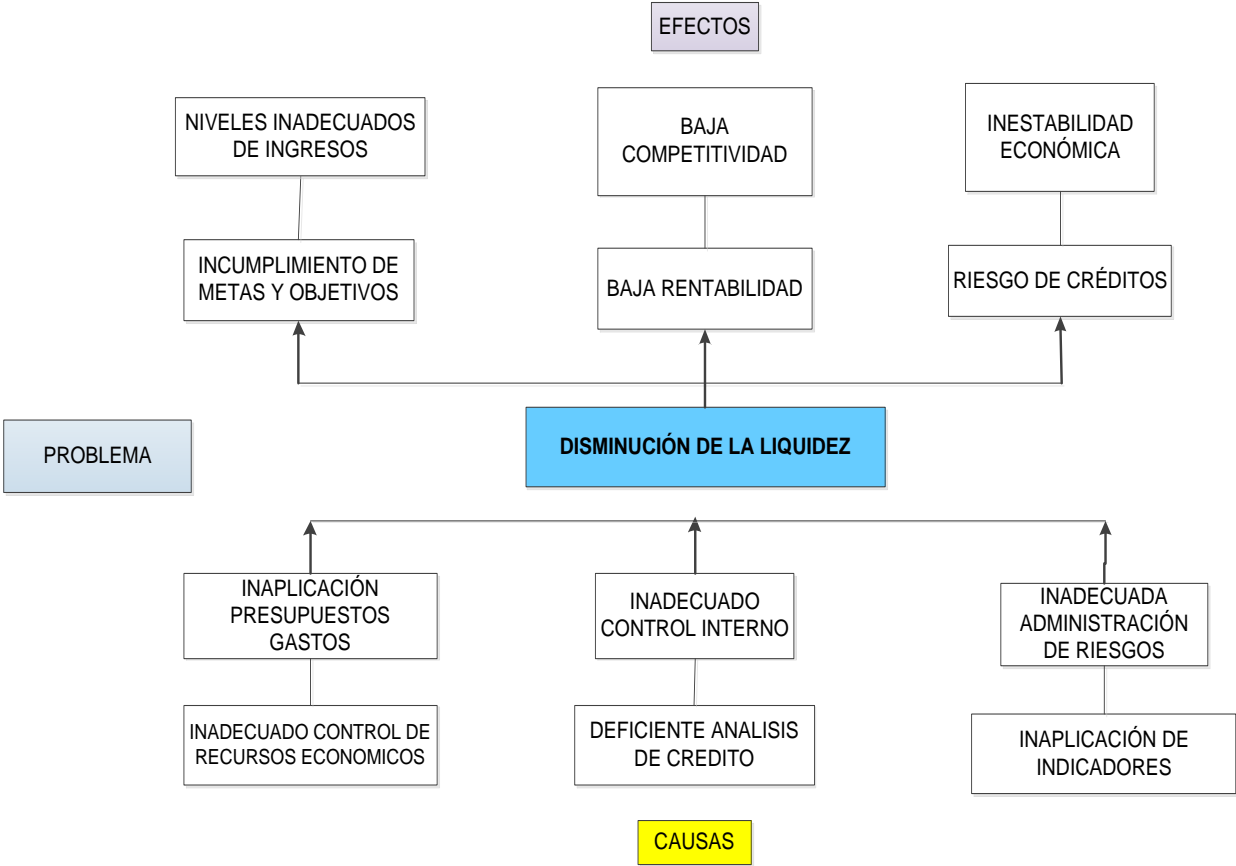 EFECTOS
NIVELES INADECUADOS
DE INGRESOS
BAJA
COMPETITIVIDAD
INESTABILIDAD
ECONÓMICA
INCUMPLIMIENTO DE
METAS Y OBJETIVOS
BAJA RENTABILIDAD
RIESGO DE CRÉDITOS
PROBLEMA
DISMINUCIÓN DE LA LIQUIDEZ
INAPLICACIÓN
PRESUPUESTOS
GASTOS
INADECUADO
CONTROL INTERNO
INADECUADA
ADMINISTRACIÓN
DE RIESGOS
INADECUADO CONTROL DE
RECURSOS ECONOMICOS
DEFICIENTE ANALISIS
DE CREDITO
INAPLICACIÓN DE
INDICADORES
CAUSAS